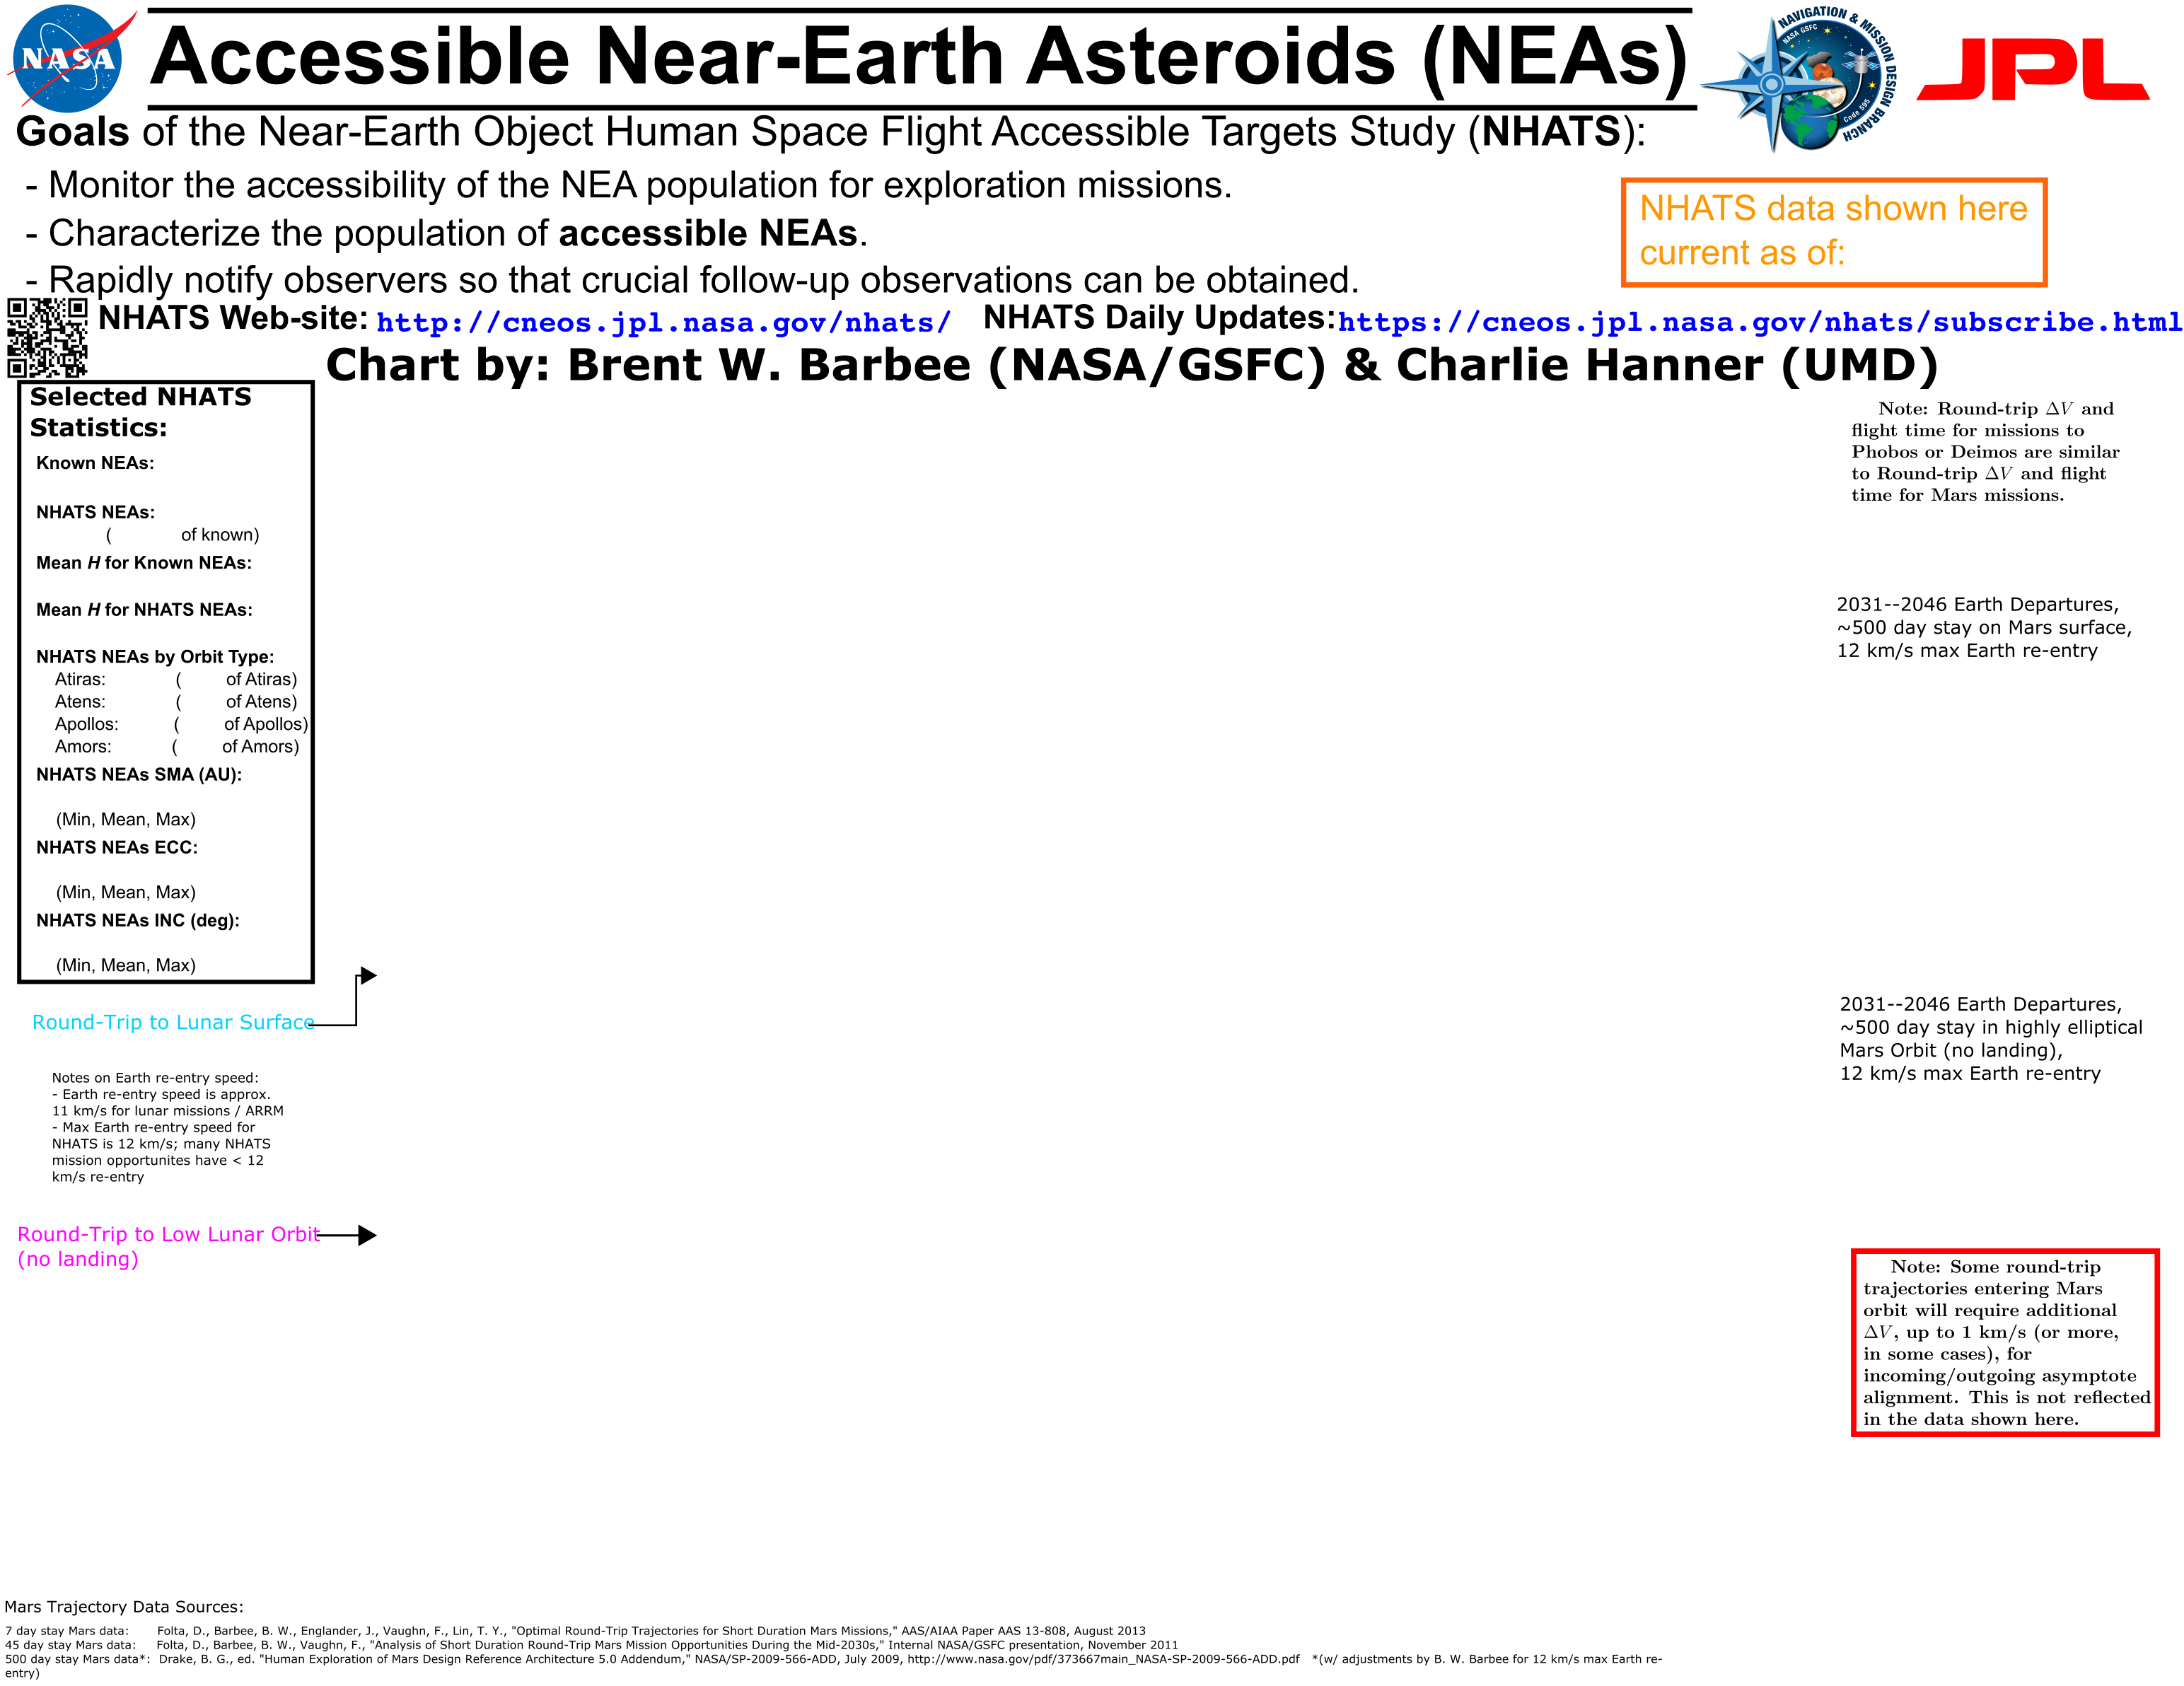 NASA
Accessible Near-Earth Asteroids (NEAs)
NAVIGATION & MISSION DESIGN BRANCH
NASA GSFC
Code 595
JPL
Goals of the Near-Earth Object Human Space Flight Accessible Targets Study (NHATS):
- Monitor the accessibility of the NEA population for exploration missions.
- Characterize the population of accessible NEAs.
- Rapidly notify observers so that crucial follow-up observations can be obtained.
NHATS data shown here
current as of:
NHATS Web-site: http://cneos.jpl.nasa.gov/nhats/ NHATS Daily Updates: https://cneos.jpl.nasa.gov/nhats/subscribe.html
Chart by: Brent W. Barbee (NASA/GSFC) & Charlie Hanner (UMD)
Selected NHATS
Statistics:
Known NEAs:
NHATS NEAs:
( of known)
Mean H for Known NEAs:
Mean H for NHATS NEAs:
NHATS NEAs by Orbit Type:
Atiras: ( of Atiras)
Atens: ( of Atens)
Apollos: ( of Apollos)
Amors: ( of Amors)
NHATS NEAs SMA (AU):
(Min, Mean, Max)
NHATS NEAs ECC:
(Min, Mean, Max)
NHATS NEAs INC (deg):
(Min, Mean, Max)
Round-Trip to Lunar Surface
Notes on Earth re-entry speed:
- Earth re-entry speed is approx.
11 km/s for lunar missions / ARRM
- Max Earth re-entry speed for
NHATS is 12 km/s; many NHATS
mission opportunites have < 12
km/s re-entry
Round-Trip to Low Lunar Orbit
(no landing)
Note: Round-trip ΔV and
flight time for missions to
Phobos or Deimos are similar
to Round-trip ΔV and flight
time for Mars missions.
2031--2046 Earth Departures,
~500 day stay on Mars surface,
12 km/s max Earth re-entry
2031--2046 Earth Departures,
~500 day stay in highly elliptical
Mars Orbit (no landing),
12 km/s max Earth re-entry
Note: Some round-trip
trajectories entering Mars
orbit will require additional
ΔV, up to 1 km/s (or more,
in some cases), for
incoming/outgoing asymptote
alignment. This is not reflected
in the data shown here.
Mars Trajectory Data Sources:
7 day stay Mars data: Folta, D., Barbee, B. W., Englander, J., Vaughn, F., Lin, T. Y., "Optimal Round-Trip Trajectories for Short Duration Mars Missions," AAS/AIAA Paper AAS 13-808, August 2013
45 day stay Mars data: Folta, D., Barbee, B. W., Vaughn, F., "Analysis of Short Duration Round-Trip Mars Mission Opportunities During the Mid-2030s," Internal NASA/GSFC presentation, November 2011
500 day stay Mars data*: Drake, B. G., ed. "Human Exploration of Mars Design Reference Architecture 5.0 Addendum," NASA/SP-2009-566-ADD, July 2009, http://www.nasa.gov/pdf/373667main_NASA-SP-2009-566-ADD.pdf *(w/ adjustments by B. W. Barbee for 12 km/s max Earth re-
entry)